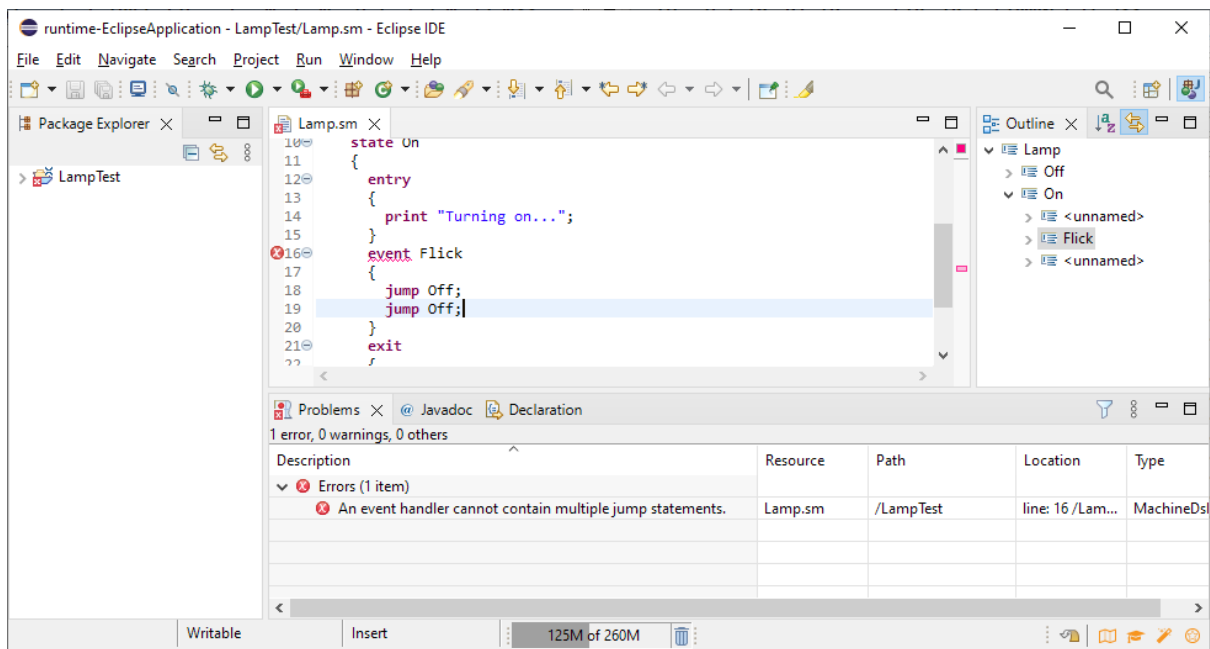 runtime-EclipseApplication - LampTest/Lamp.sm - Eclipse IDE
File Edit Navigate Search Project Run Window Help
Package Explorer
LampTest
Lamp.sm
10 state On
11 {
12 entry
13 {
14 print "Turning on...";
15 }
16 event Flick
17 {
18 jump Off;
19 jump Off;
20 }
21 exit
22 {
Outline
Lamp
Off
On
<unnamed>
Flick
<unnamed>
Problems @ Javadoc Declaration
1 error, 0 warnings, 0 others
Description Resource Path Location Type
Errors (1 item)
An event handler cannot contain multiple jump statements. Lamp.sm /LampTest line: 16 /Lam... MachineDsl
Writable Insert 125M of 260M